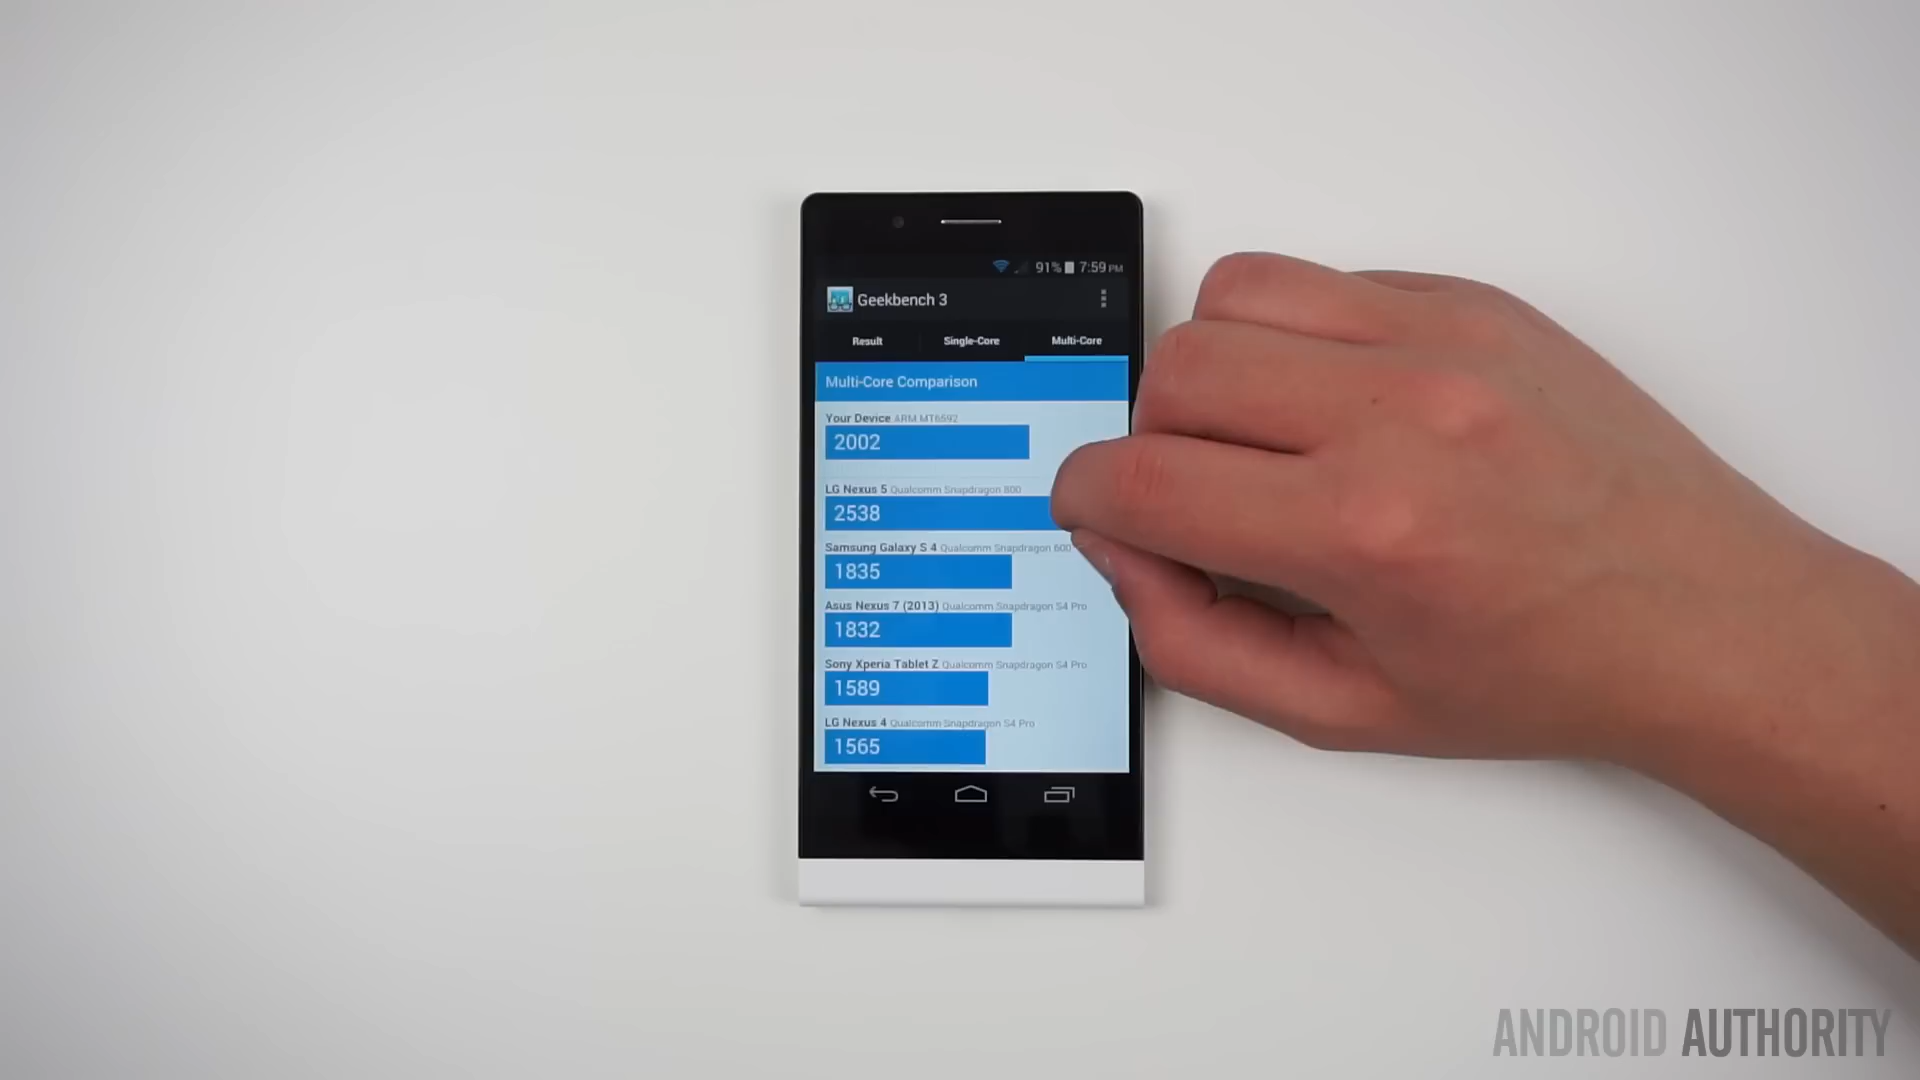 91% 7:59 PM
Geekbench 3
Result Single-Core Multi-Core
Multi-Core Comparison
Your Device ARM MT6592
2002
LG Nexus 5 Qualcomm Snapdragon 800
2538
Samsung Galaxy S 4 Qualcomm Snapdragon 600
1835
Asus Nexus 7 (2013) Qualcomm Snapdragon S4 Pro
1832
Sony Xperia Tablet Z Qualcomm Snapdragon S4 Pro
1589
LG Nexus 4 Qualcomm Snapdragon S4 Pro
1565
ANDROID AUTHORITY